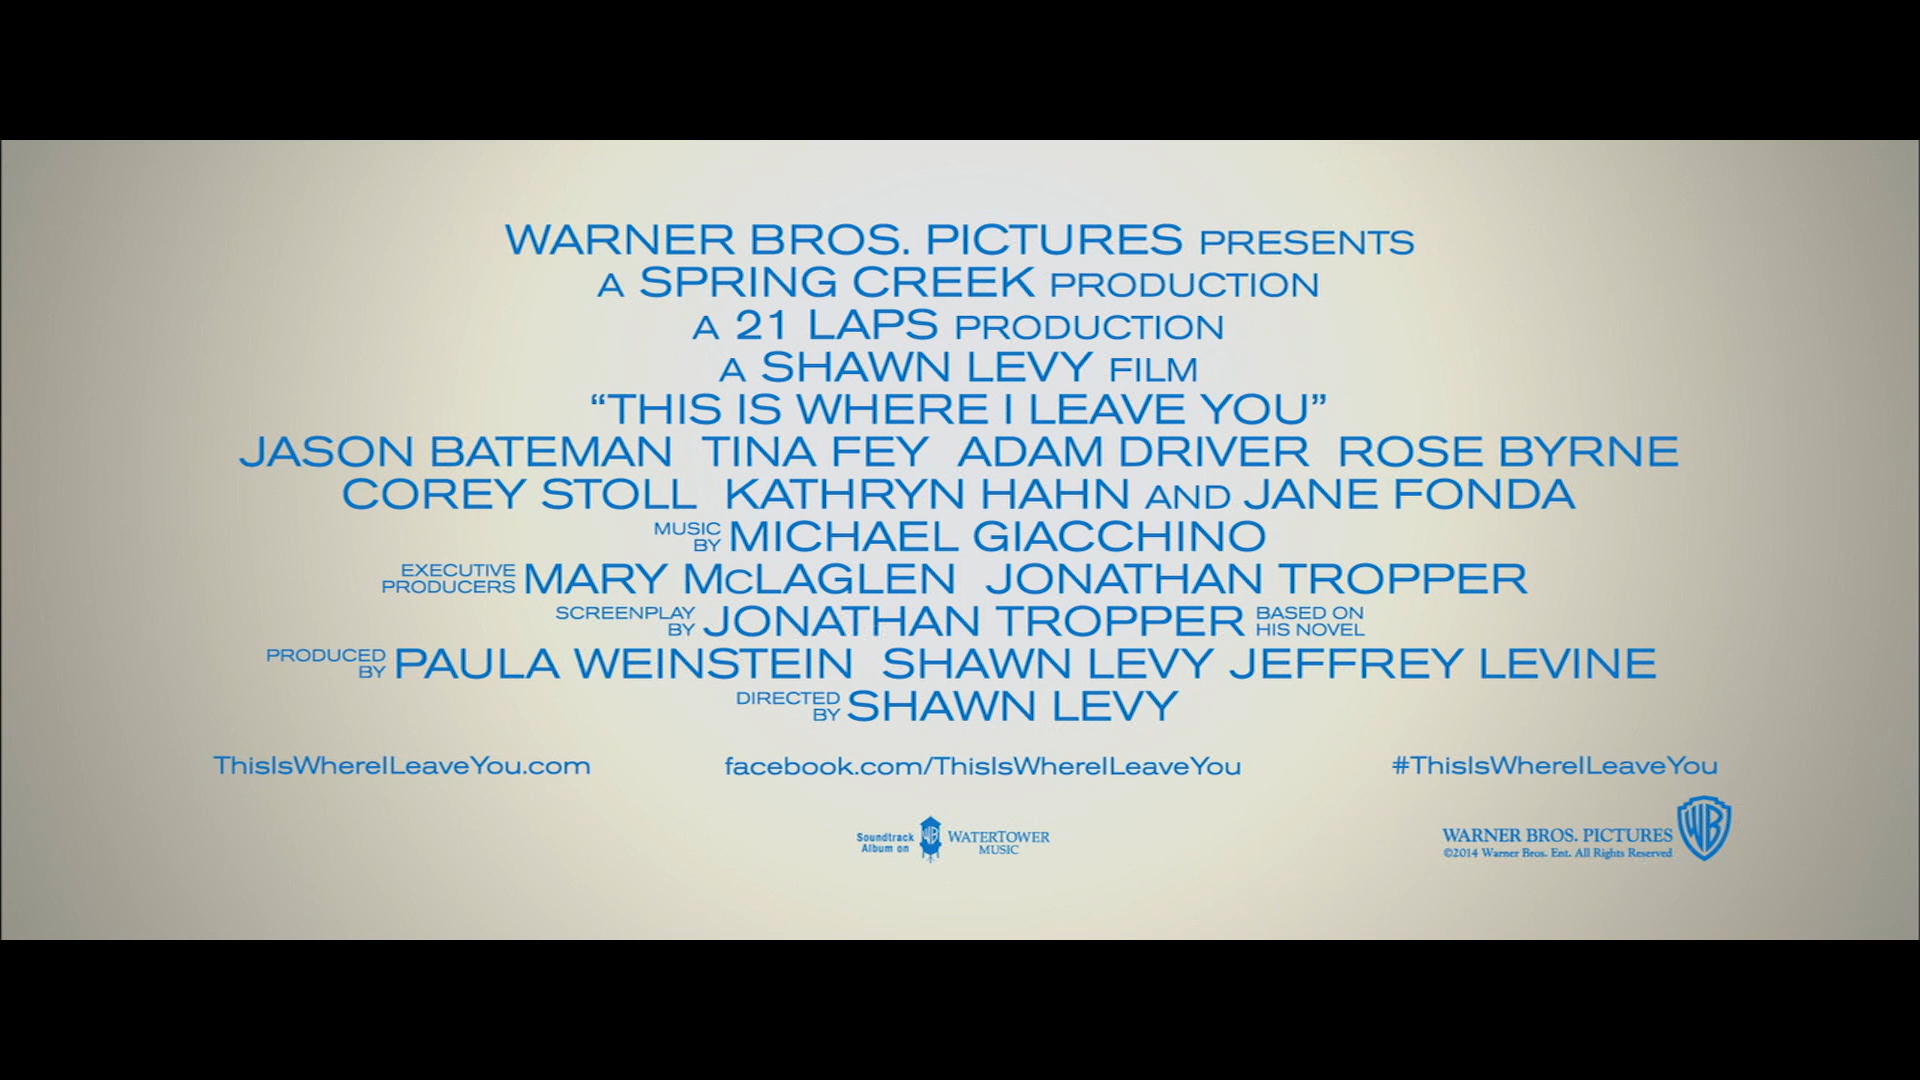 WARNER BROS. PICTURES PRESENTS
A SPRING CREEK PRODUCTION
A 21 LAPS PRODUCTION
A SHAWN LEVY FILM
“THIS IS WHERE I LEAVE YOU”
JASON BATEMAN TINA FEY ADAM DRIVER ROSE BYRNE
COREY STOLL KATHRYN HAHN AND JANE FONDA
MUSIC BY MICHAEL GIACCHINO
EXECUTIVE PRODUCERS MARY McLAGLEN JONATHAN TROPPER
SCREENPLAY BY JONATHAN TROPPER BASED ON HIS NOVEL
PRODUCED BY PAULA WEINSTEIN SHAWN LEVY JEFFREY LEVINE
DIRECTED BY SHAWN LEVY
ThisIsWhereILeaveYou.com facebook.com/ThisIsWhereILeaveYou #ThisIsWhereILeaveYou
Soundtrack Album on WB WATERTOWER MUSIC
WARNER BROS. PICTURES WB
©2014 Warner Bros. Ent. All Rights Reserved